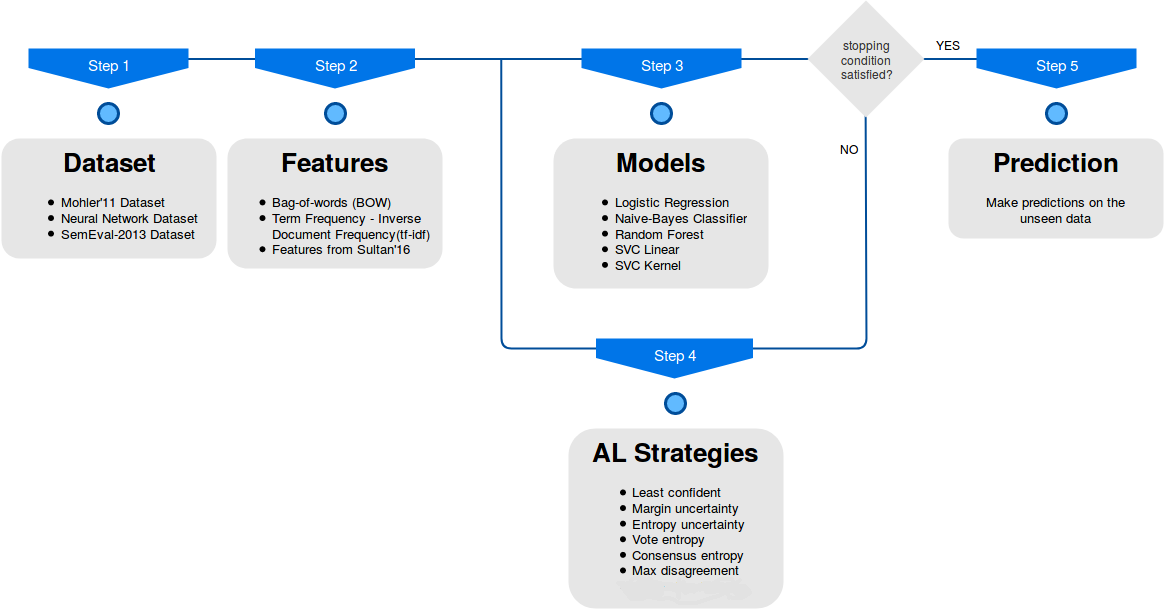 Step 1
Dataset
Mohler'11 Dataset
Neural Network Dataset
SemEval-2013 Dataset
Step 2
Features
Bag-of-words (BOW)
Term Frequency - Inverse
Document Frequency(tf-idf)
Features from Sultan'16
Step 3
Models
Logistic Regression
Naive-Bayes Classifier
Random Forest
SVC Linear
SVC Kernel
stopping
condition
satisfied?
YES
NO
Step 4
AL Strategies
Least confident
Margin uncertainty
Entropy uncertainty
Vote entropy
Consensus entropy
Max disagreement
Step 5
Prediction
Make predictions on the
unseen data